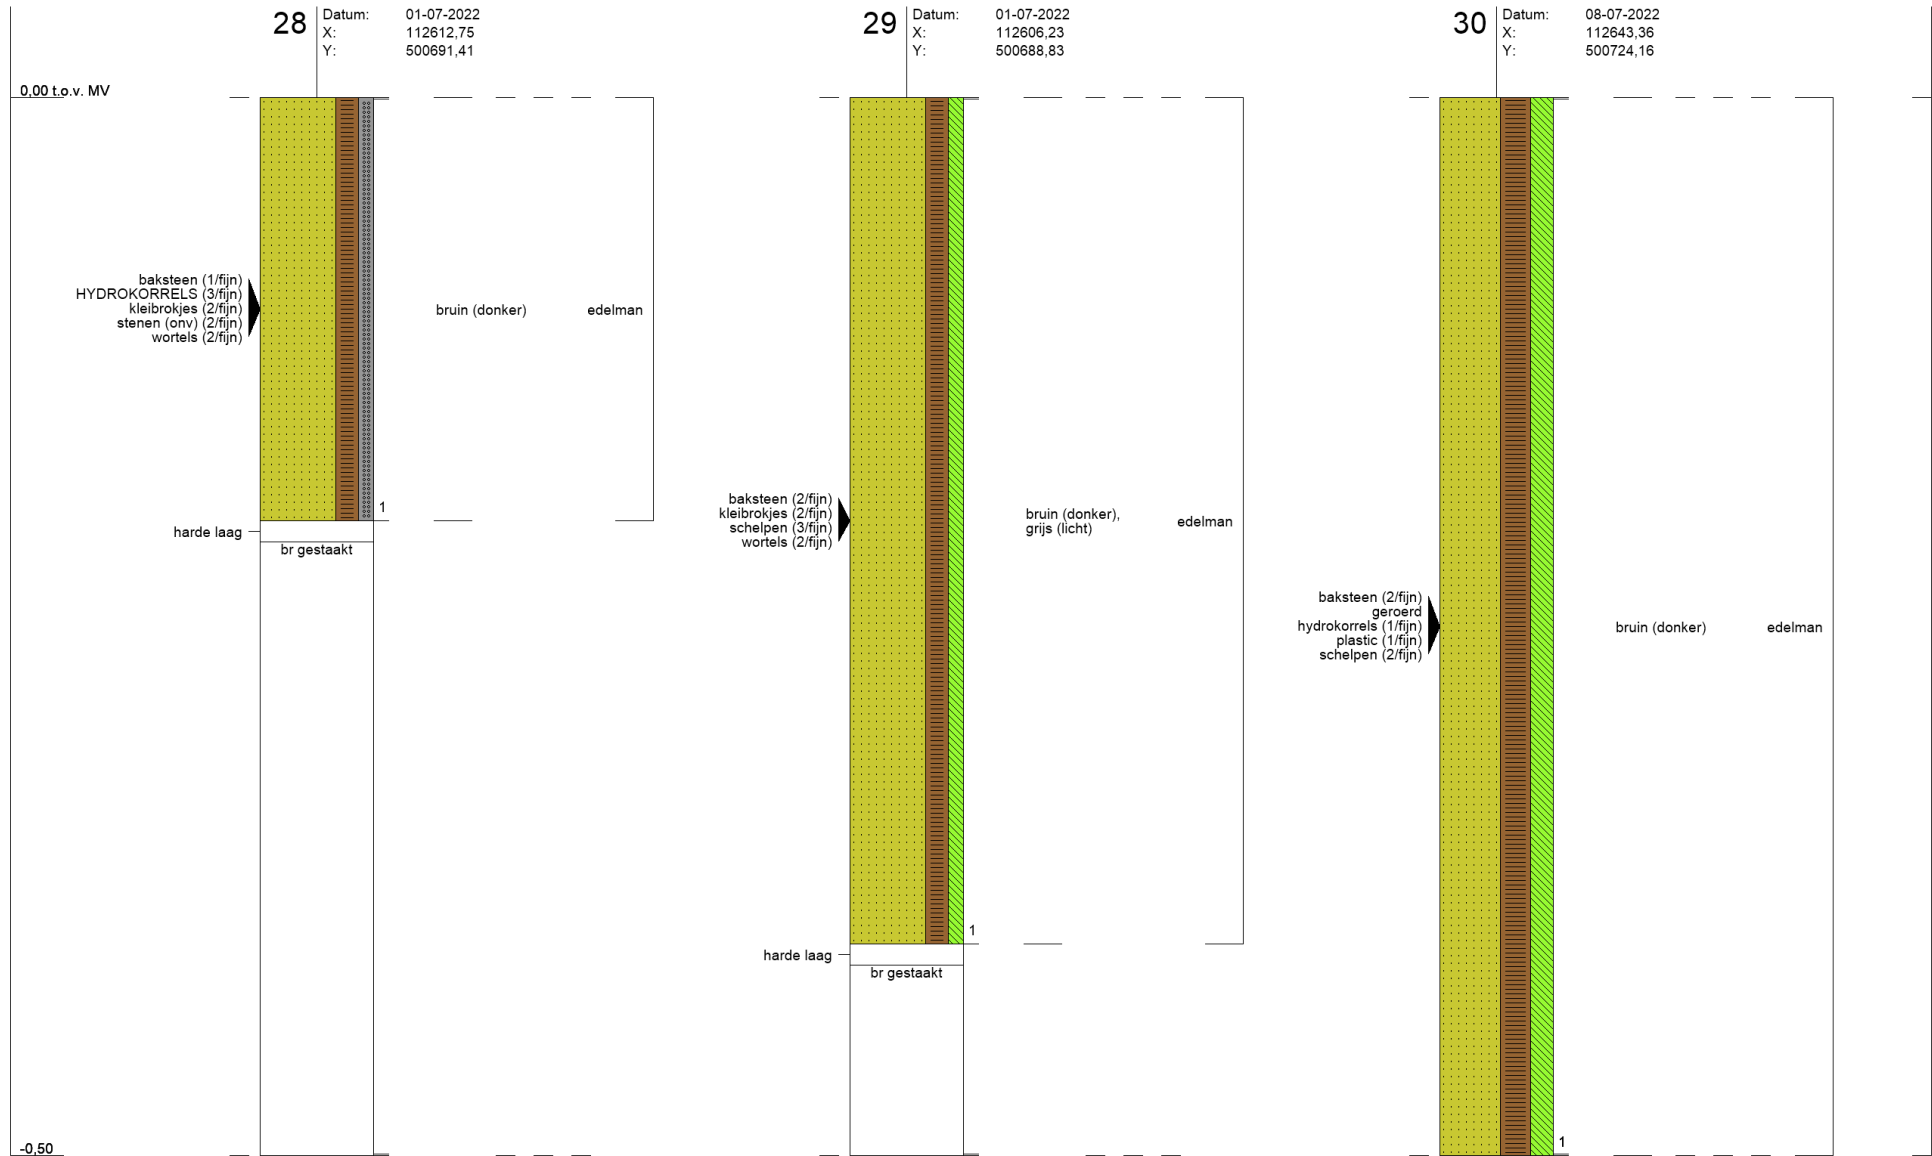 28
Datum: 01-07-2022
X: 112612,75
Y: 500691,41
29
Datum: 01-07-2022
X: 112606,23
Y: 500688,83
30
Datum: 08-07-2022
X: 112643,36
Y: 500724,16
0,00 t.o.v. MV
baksteen (1/fijn)
HYDROKORRELS (3/fijn)
kleibrokjes (2/fijn)
stenen (onv) (2/fijn)
wortels (2/fijn)
bruin (donker)
edelman
1
harde laag
br gestaakt
baksteen (2/fijn)
kleibrokjes (2/fijn)
schelpen (3/fijn)
wortels (2/fijn)
bruin (donker),
grijs (licht)
edelman
1
harde laag
br gestaakt
baksteen (2/fijn)
geroerd
hydrokorrels (1/fijn)
plastic (1/fijn)
schelpen (2/fijn)
bruin (donker)
edelman
1
-0,50